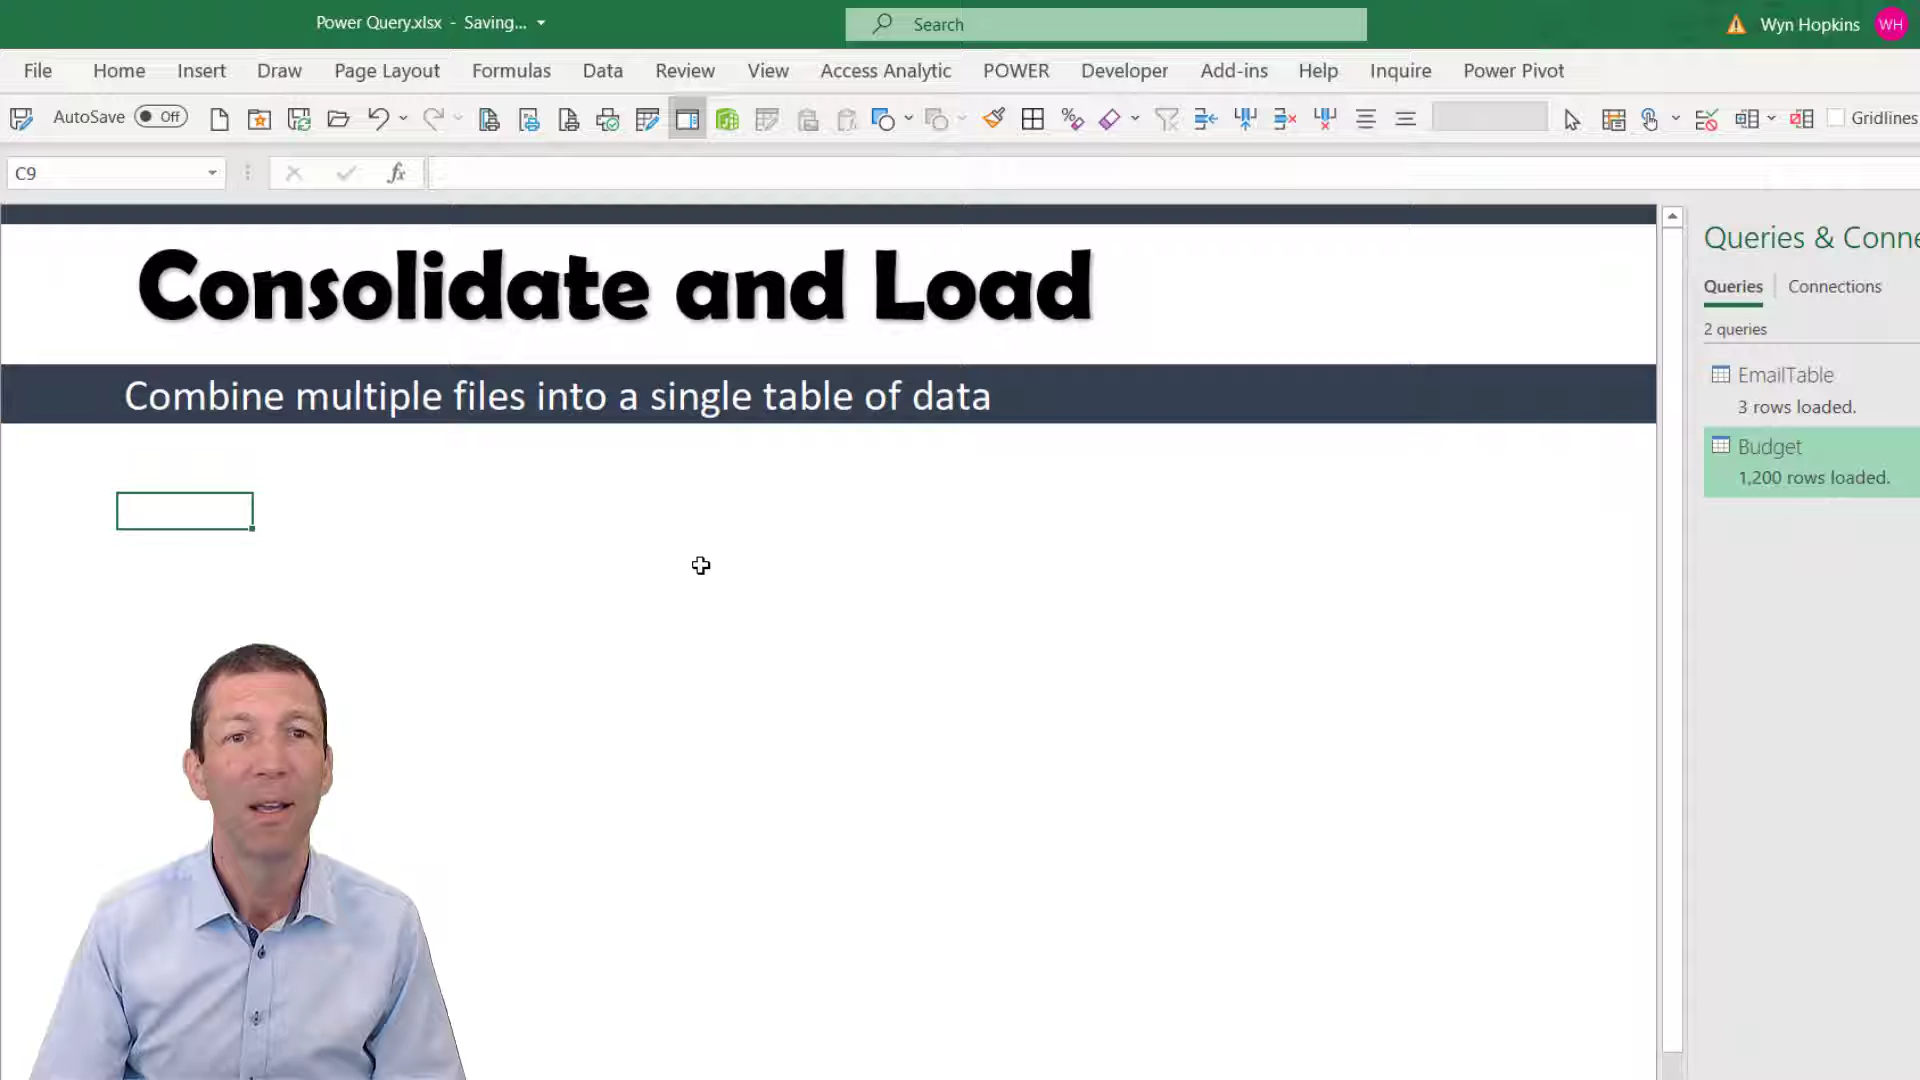 Power Query.xlsx - Saving...
Search
Wyn Hopkins WH
File Home Insert Draw Page Layout Formulas Data Review View Access Analytic POWER Developer Add-ins Help Inquire Power Pivot
AutoSave Off Gridlines
C9 fx
Consolidate and Load
Combine multiple files into a single table of data
Queries & Conne
Queries Connections
2 queries
EmailTable
3 rows loaded.
Budget
1,200 rows loaded.